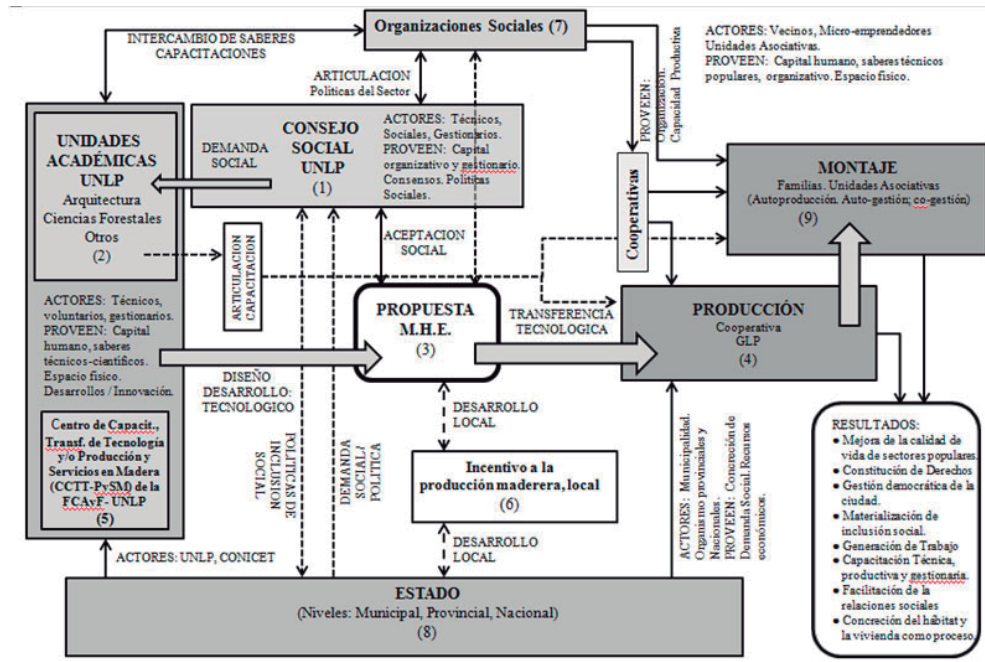 Organizaciones Sociales (7)
INTERCAMBIO DE SABERES
CAPACITACIONES
ACTORES: Vecinos, Micro-emprendedores
Unidades Asociativas.
PROVEEN: Capital humano, saberes técnicos
populares, organizativo. Espacio físico.
ARTICULACION
Políticas del Sector
PROVEEN:
Organización.
Capacidad Productiva
UNIDADES
ACADÉMICAS
UNLP
Arquitectura
Ciencias Forestales
Otros
(2)
DEMANDA
SOCIAL
CONSEJO
SOCIAL
UNLP
(1)
ACTORES: Técnicos,
Sociales, Gestionarios.
PROVEEN: Capital
organizativo y gestionario.
Consensos. Políticas
Sociales.
Cooperativas
MONTAJE
Familias. Unidades Asociativas
(Autoproducción. Auto-gestión; co-gestión)
(9)
ARTICULACION
CAPACITACION
ACEPTACION
SOCIAL
ACTORES: Técnicos,
voluntarios, gestionarios.
PROVEEN: Capital
humano, saberes
técnicos-científicos.
Espacio físico.
Desarrollos / Innovación.
PROPUESTA
M.H.E.
(3)
TRANSFERENCIA
TECNOLOGICA
PRODUCCIÓN
Cooperativa
GLP
(4)
DISEÑO
DESARROLLO:
TECNOLOGICO
POLITICAS DE
INCLUSION
SOCIAL
DEMANDA
SOCIAL/
POLITICA
DESARROLLO
LOCAL
Centro de Capacit.,
Transf. de Tecnología
y/o Producción y
Servicios en Madera
(CCTT-PvSM) de la
FCAvF- UNLP
(5)
Incentivo a la
producción maderera, local
(6)
DESARROLLO
LOCAL
ACTORES: Municipalidad.
Organismo provinciales y
Nacionales.
PROVEEN: Concreción de
Demanda Social. Recursos
económicos.
RESULTADOS:
● Mejora de la calidad de
vida de sectores populares.
● Constitución de Derechos
● Gestión democrática de la
ciudad.
● Materialización de
inclusión social.
● Generación de Trabajo
● Capacitación Técnica,
productiva y gestionaria.
● Facilitación de la
relaciones sociales
● Concreción del hábitat y
la vivienda como proceso.
ACTORES: UNLP, CONICET
ESTADO
(Niveles: Municipal, Provincial, Nacional)
(8)